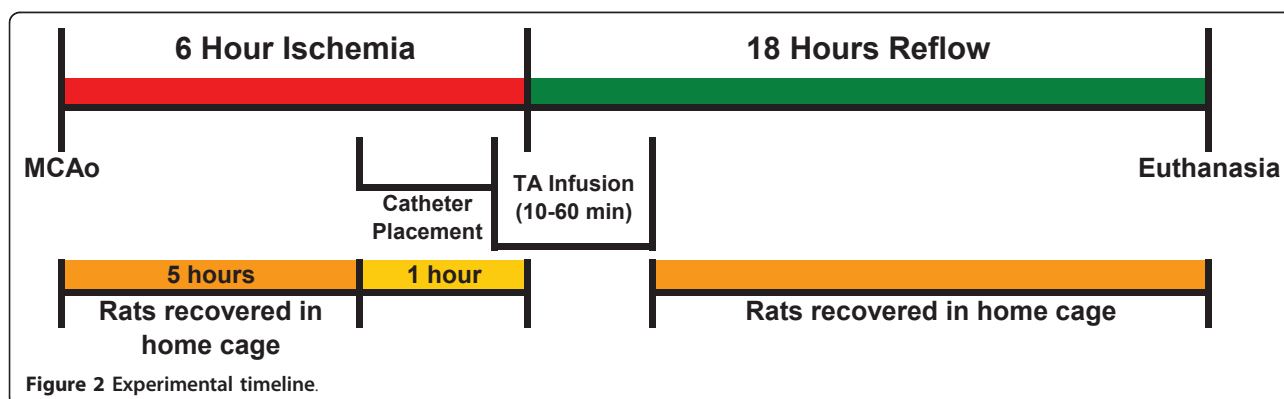 6 Hour Ischemia
18 Hours Reflow
MCAo
Catheter
Placement
TA Infusion
(10-60 min)
Euthanasia
5 hours
1 hour
Rats recovered in
home cage
Rats recovered in home cage
Figure 2 Experimental timeline.